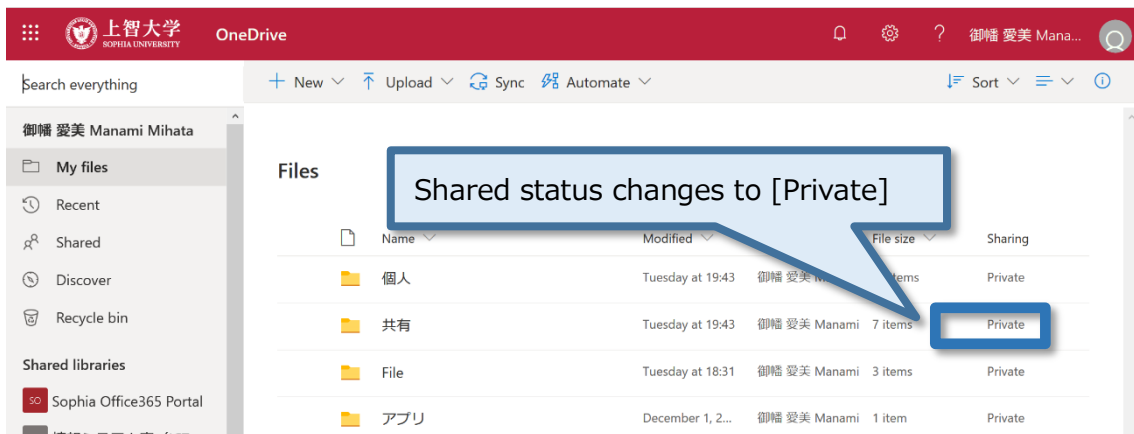 上智大学
SOPHIA UNIVERSITY
OneDrive
? 御幡 愛美 Mana...
Search everything
New
Upload
Sync
Automate
Sort
御幡 愛美 Manami Mihata
My files
Recent
Shared
Discover
Recycle bin
Shared libraries
SO Sophia Office365 Portal
Files
Shared status changes to [Private]
Name Modified File size Sharing
個人 Tuesday at 19:43 御幡 愛美 Private
共有 Tuesday at 19:43 御幡 愛美 Manami 7 items Private
File Tuesday at 18:31 御幡 愛美 Manami 3 items Private
アプリ December 1, 2... 御幡 愛美 Manami 1 item Private